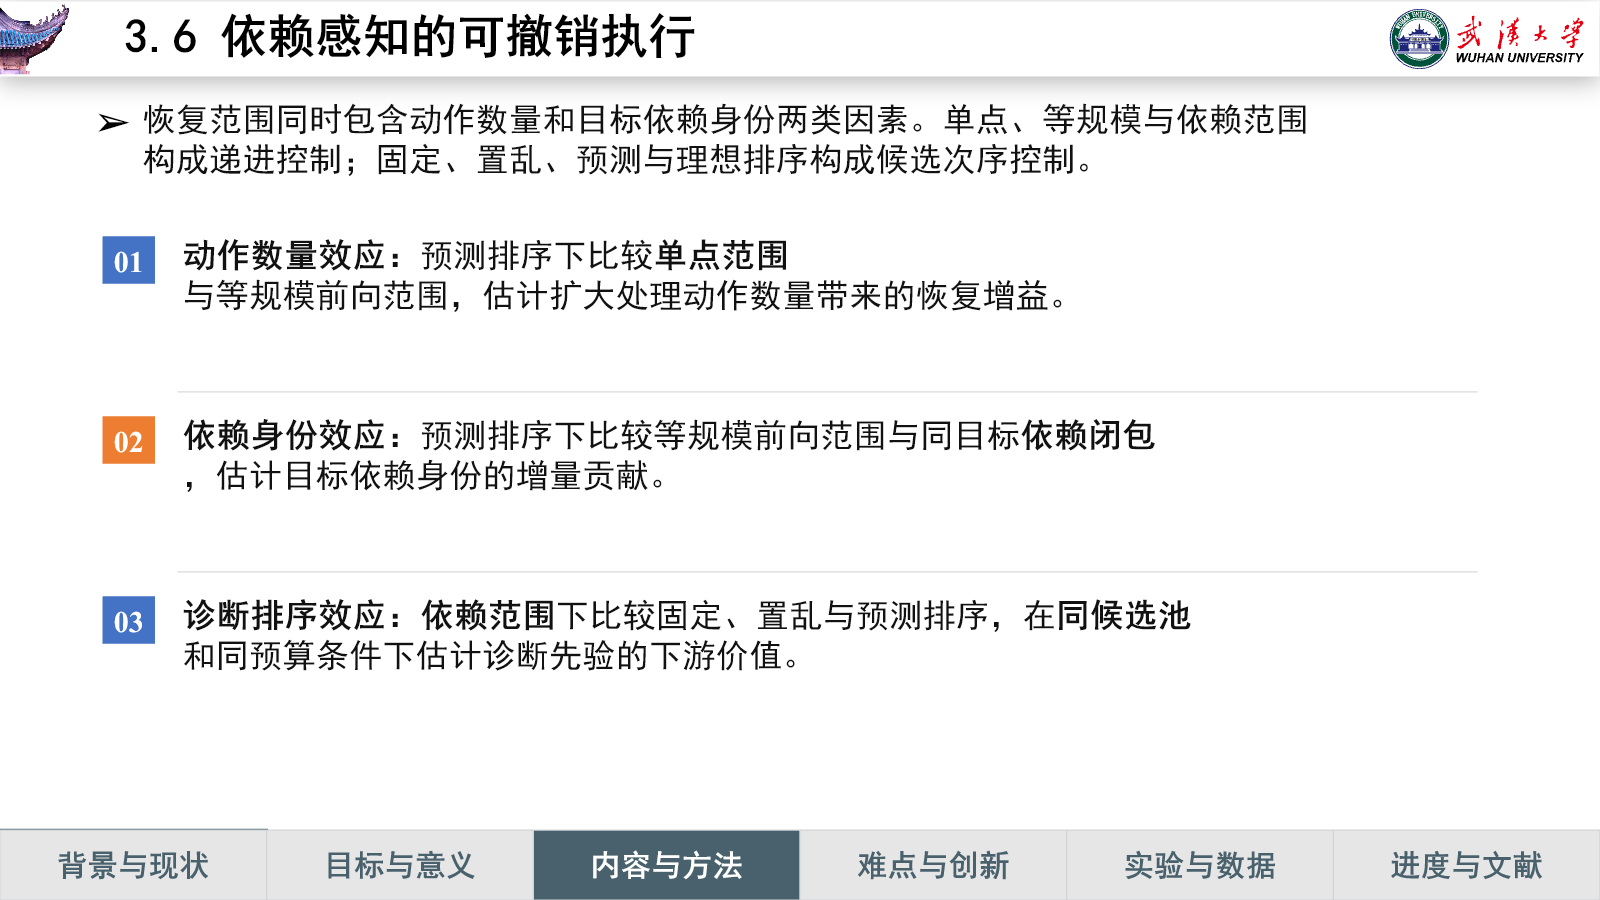 3.6 依赖感知的可撤销执行
武汉大学
WUHAN UNIVERSITY
➢ 恢复范围同时包含动作数量和目标依赖身份两类因素。单点、等规模与依赖范围
构成递进控制；固定、置乱、预测与理想排序构成候选次序控制。
01
动作数量效应：预测排序下比较单点范围
与等规模前向范围，估计扩大处理动作数量带来的恢复增益。
02
依赖身份效应：预测排序下比较等规模前向范围与同目标依赖闭包
，估计目标依赖身份的增量贡献。
03
诊断排序效应：依赖范围下比较固定、置乱与预测排序，在同候选池
和同预算条件下估计诊断先验的下游价值。
背景与现状
目标与意义
内容与方法
难点与创新
实验与数据
进度与文献